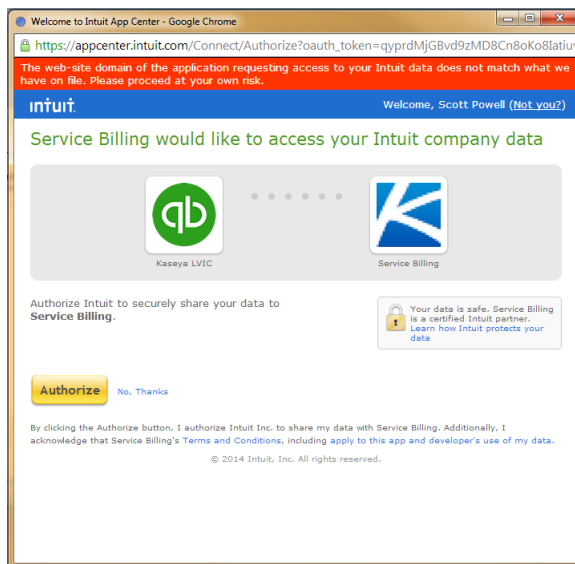 Welcome to Intuit App Center - Google Chrome
https://appcenter.intuit.com/Connect/Authorize?oauth_token=qyprdMjGBvd9zMD8Cn8oKo8Iatiuv
The web-site domain of the application requesting access to your Intuit data does not match what we
have on file. Please proceed at your own risk.
intuit.
Welcome, Scott Powell (Not you?)
Service Billing would like to access your Intuit company data
qb
Kaseya LVIC
Service Billing
Authorize Intuit to securely share your data to
Service Billing.
Your data is safe. Service Billing
is a certified Intuit partner.
Learn how Intuit protects your
data
Authorize
No, Thanks
By clicking the Authorize button, I authorize Intuit Inc. to share my data with Service Billing. Additionally, I
acknowledge that Service Billing's Terms and Conditions, including apply to this app and developer's use of my data.
© 2014 Intuit, Inc. All rights reserved.